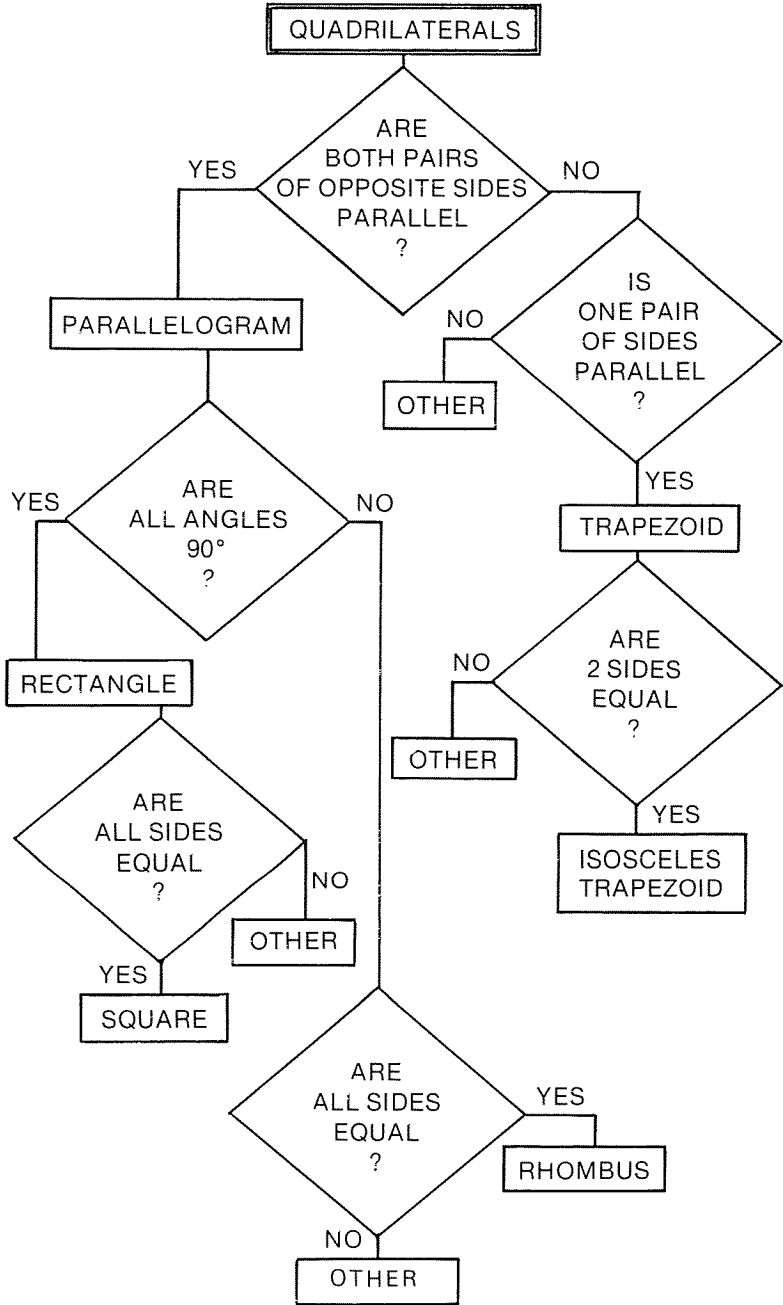 QUADRILATERALS
ARE
BOTH PAIRS
OF OPPOSITE SIDES
PARALLEL
?
YES
NO
PARALLELOGRAM
IS
ONE PAIR
OF SIDES
PARALLEL
?
NO
OTHER
YES
TRAPEZOID
ARE
ALL ANGLES
90°
?
YES
NO
RECTANGLE
ARE
2 SIDES
EQUAL
?
NO
OTHER
YES
ISOSCELES
TRAPEZOID
ARE
ALL SIDES
EQUAL
?
NO
OTHER
YES
SQUARE
ARE
ALL SIDES
EQUAL
?
YES
RHOMBUS
NO
OTHER